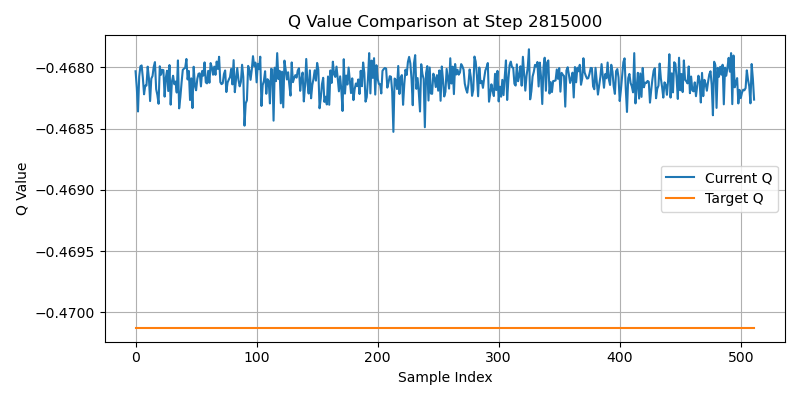 Q Value Comparison at Step 2815000
Q Value
−0.4680
−0.4685
−0.4690
−0.4695
−0.4700
Current Q
Target Q
0 100 200 300 400 500
Sample Index